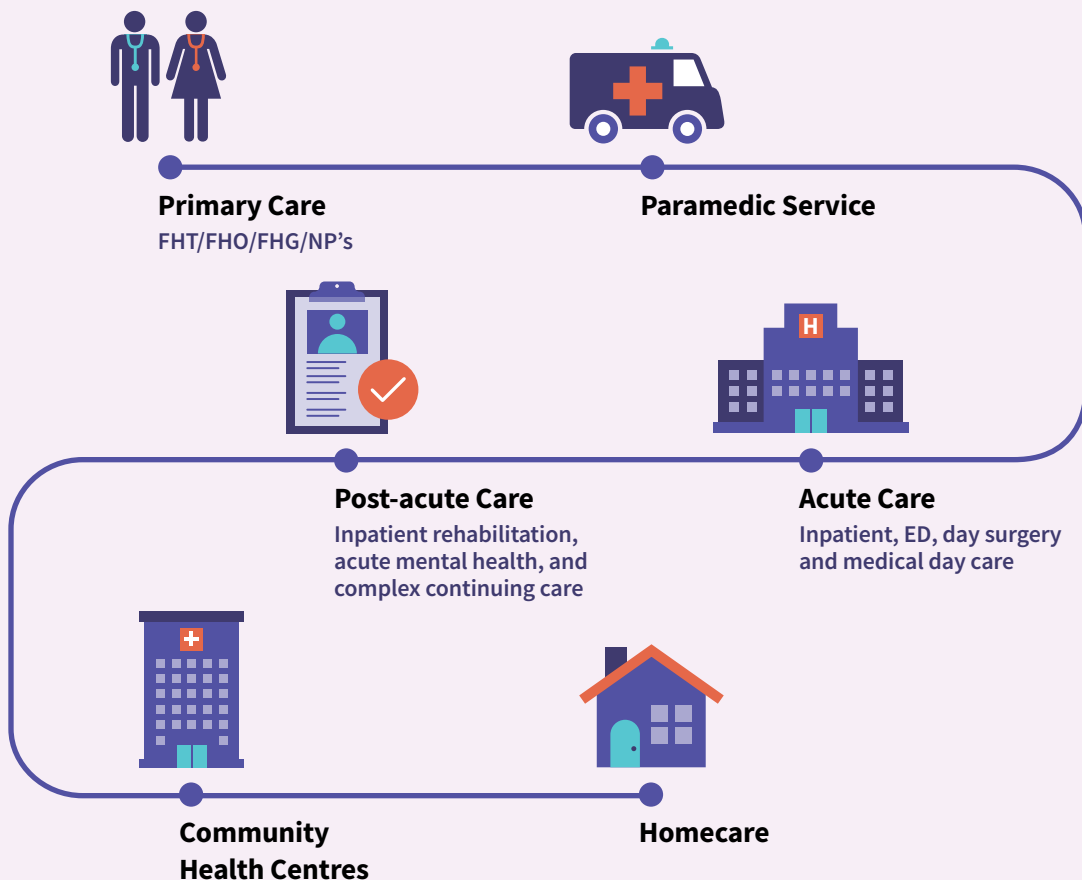 Primary Care
FHT/FHO/FHG/NP’s
Paramedic Service
H
Acute Care
Inpatient, ED, day surgery
and medical day care
Post-acute Care
Inpatient rehabilitation,
acute mental health, and
complex continuing care
Community
Health Centres
Homecare